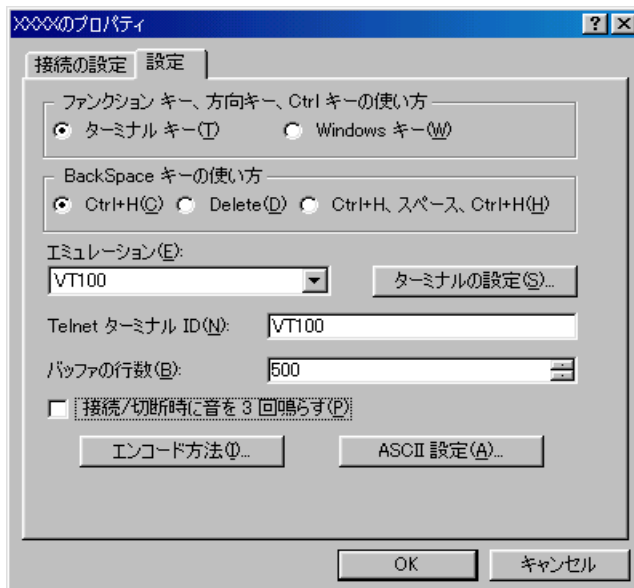 XXXXのプロパティ
接続の設定 設定
ファンクション キー、方向キー、Ctrl キーの使い方
ターミナル キー(T) Windows キー(W)
BackSpace キーの使い方
Ctrl+H(C) Delete(D) Ctrl+H、スペース、Ctrl+H(H)
エミュレーション(E):
VT100 ターミナルの設定(S)...
Telnet ターミナル ID(N): VT100
バッファの行数(B): 500
接続/切断時に音を 3 回鳴らす(P)
エンコード方法(I)... ASCII 設定(A)...
OK キャンセル